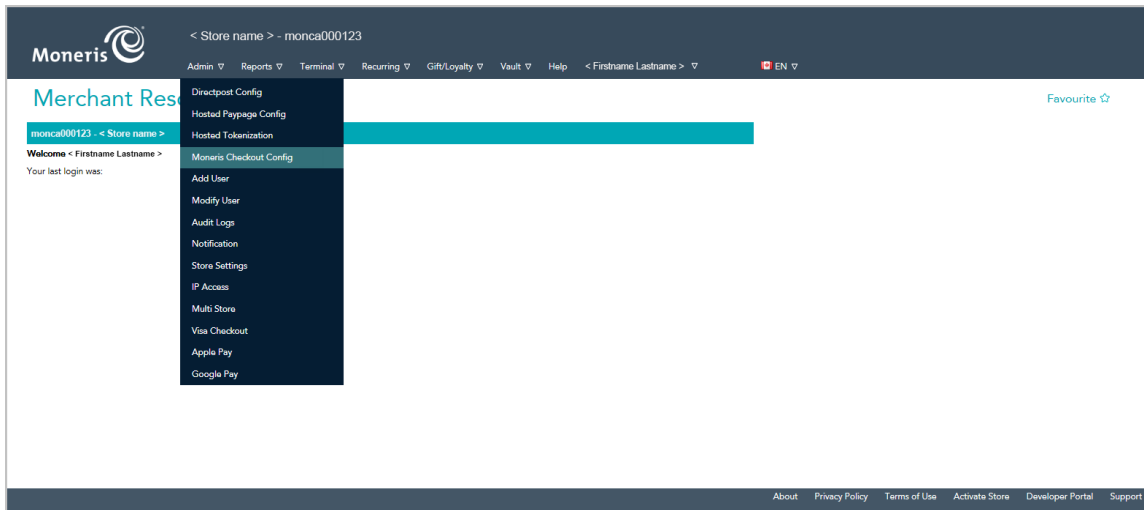 Moneris
< Store name > - monca000123
Admin ▽ Reports ▽ Terminal ▽ Recurring ▽ Gift/Loyalty ▽ Vault ▽ Help < Firstname Lastname > ▽ EN ▽
Merchant Reso
Favourite ☆
monca000123 - < Store name >
Welcome < Firstname Lastname >
Your last login was:
Directpost Config
Hosted Paypage Config
Hosted Tokenization
Moneris Checkout Config
Add User
Modify User
Audit Logs
Notification
Store Settings
IP Access
Multi Store
Visa Checkout
Apple Pay
Google Pay
About Privacy Policy Terms of Use Activate Store Developer Portal Support